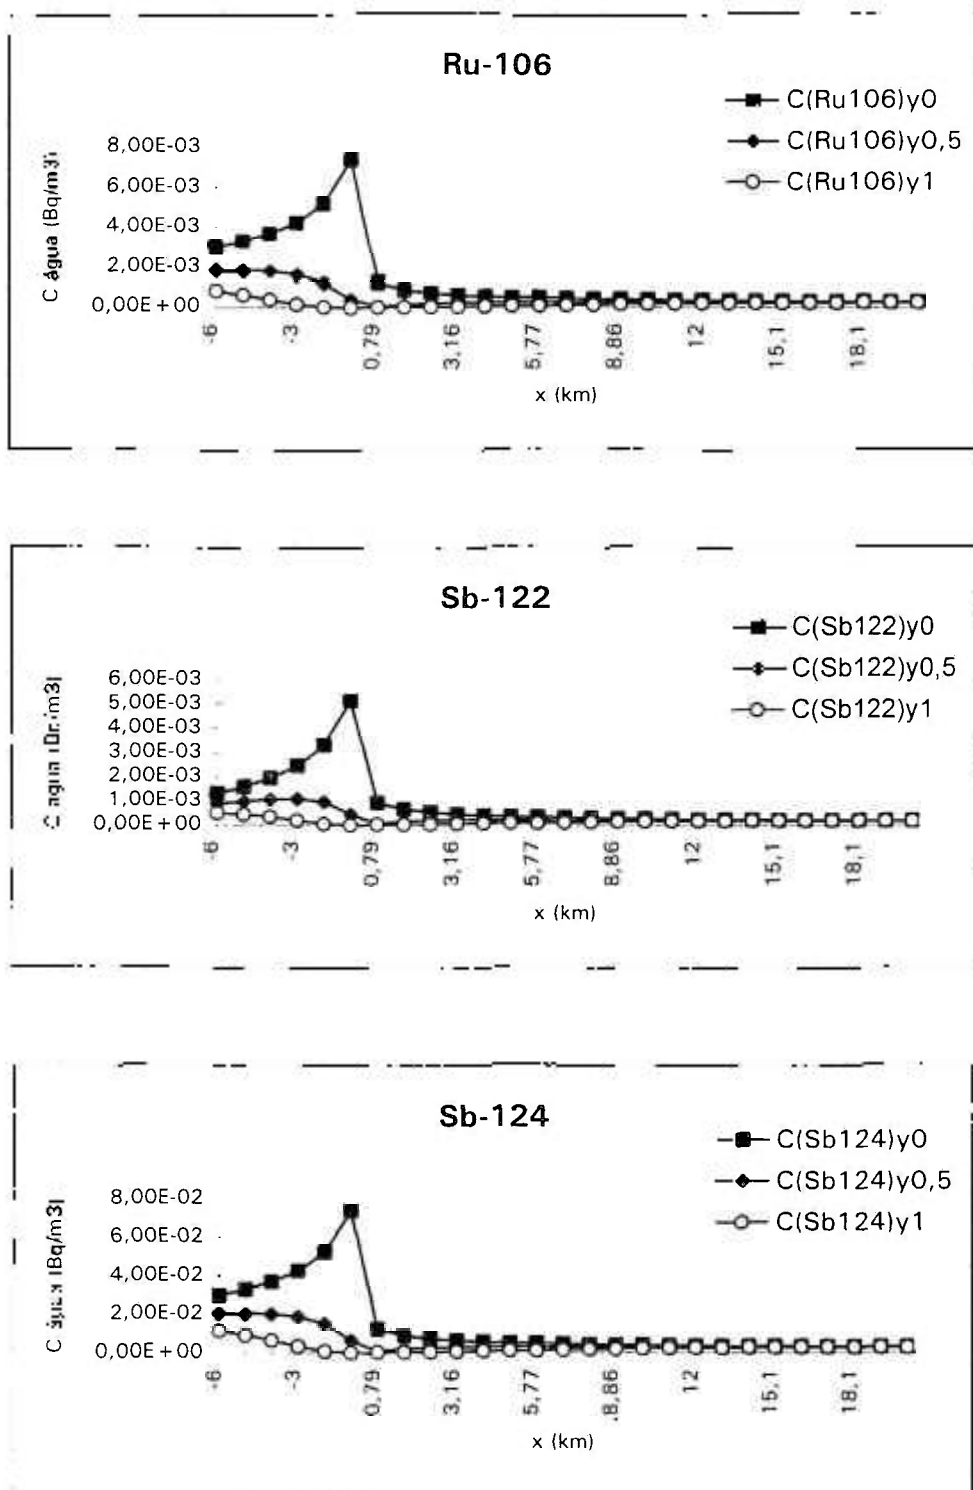 Ru-106
C(Ru106)y0
C(Ru106)y0,5
C(Ru106)y1
C água (Bq/m3)
8,00E-03
6,00E-03
4,00E-03
2,00E-03
0,00E+00
-6
-3
0,79
3,16
5,77
8,86
12
15,1
18,1
x (km)
Sb-122
C(Sb122)y0
C(Sb122)y0,5
C(Sb122)y1
6,00E-03
5,00E-03
4,00E-03
3,00E-03
2,00E-03
1,00E-03
0,00E+00
-6
-3
0,79
3,16
5,77
8,86
12
15,1
18,1
x (km)
Sb-124
C(Sb124)y0
C(Sb124)y0,5
C(Sb124)y1
C
8,00E-02
6,00E-02
4,00E-02
2,00E-02
0,00E+00
-6
-3
0,79
3,16
5,77
8,86
12
15,1
18,1
x (km)